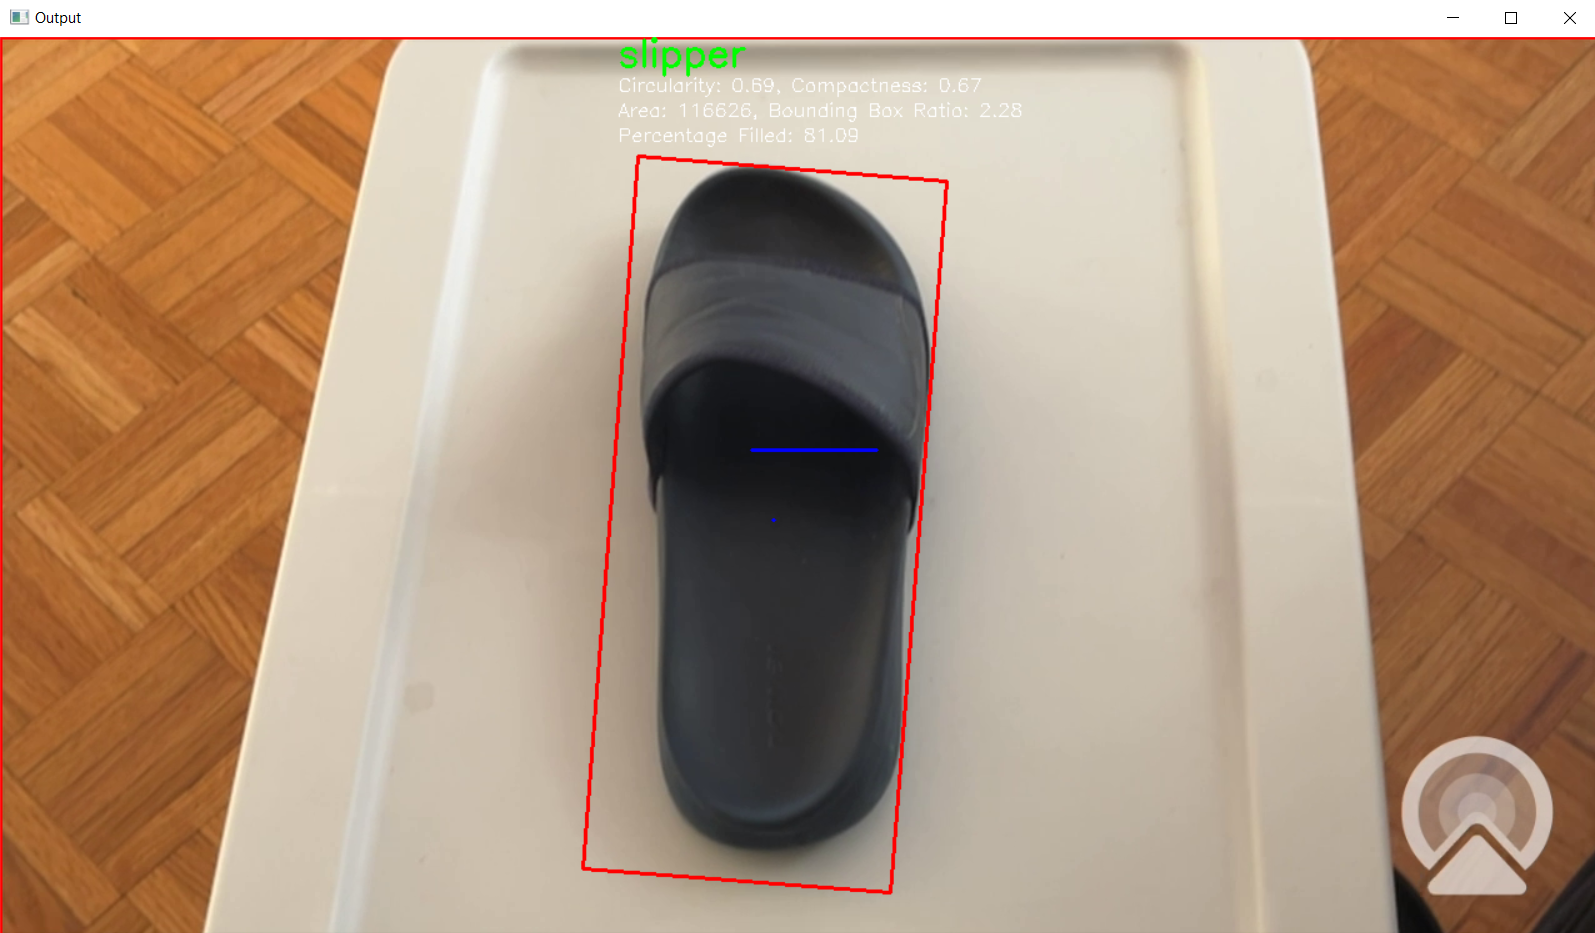 Output
slipper
Circularity: 0.69, Compactness: 0.67
Area: 116626, Bounding Box Ratio: 2.28
Percentage Filled: 81.09